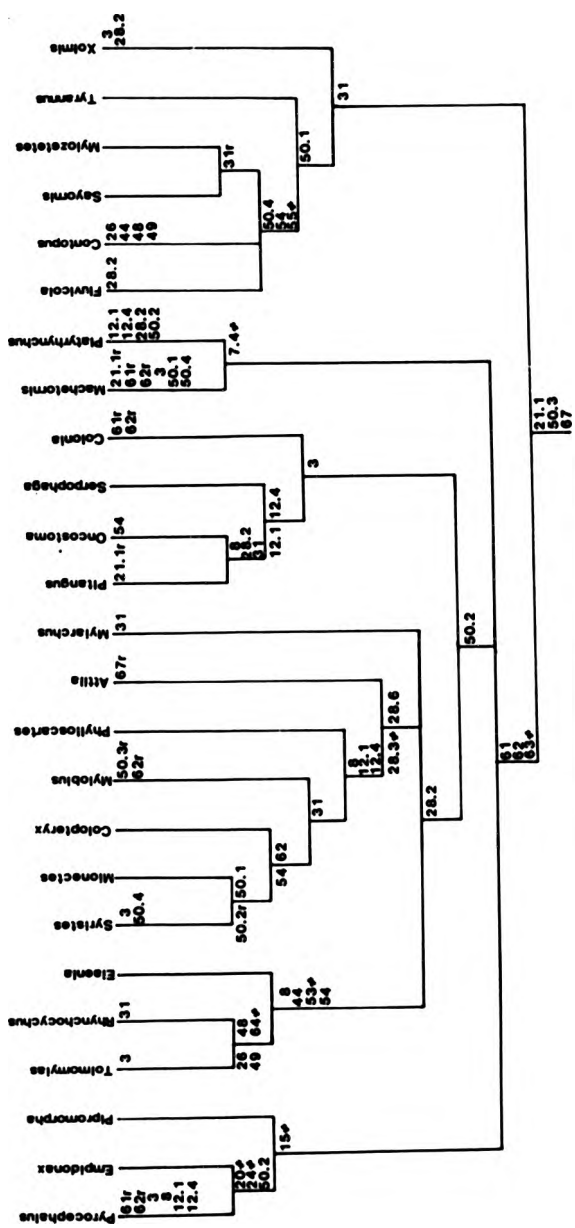 Pyrocephalus
61r
62r
3
8
12.1
12.4
Empidonax
20+
24+
50.2
Pipromorpha
15+
Tolmomyias
3
Rhynchocychus
31
26 48
49 64+
Elaenia
8
44
53+
54
Syristes
3
50.4
Mionectes
50.2r 50.1
Colopteryx
54 62
Myiobius
50.3r
62r
31
Phylloscartes
8
12.1
12.4
Attila
67r
28.3+ 28.6
Myiarchus
31
28.2
Pitangus
21.1r
Oncostoma
54
8
28.2
31
Serpophaga
12.1 12.4
Colonia
61r
62r
3
50.2
Machetornis
21.1r
61r
62r
3
50.1
50.4
Platyrhynchus
12.1
12.4
28.2
50.2
7.4+
61
62
63+
Fluvicola
28.2
Contopus
26
44
48
49
Sayornis
Myiozetetes
31r
50.4
54
55+
Tyrannus
50.1
Xolmis
3
28.2
31
21.1
50.3
67